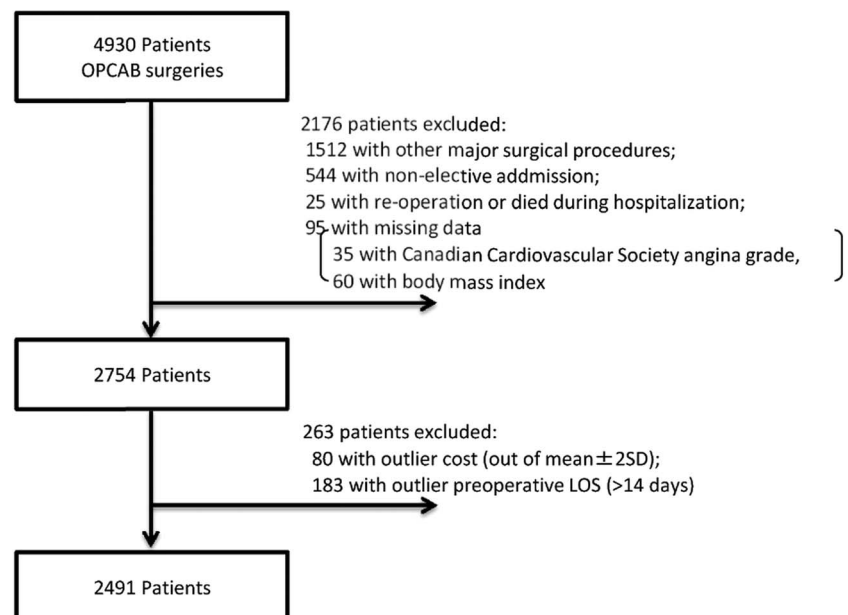 4930 Patients
OPCAB surgeries
2176 patients excluded:
1512 with other major surgical procedures;
544 with non-elective addmission;
25 with re-operation or died during hospitalization;
95 with missing data
35 with Canadian Cardiovascular Society angina grade,
60 with body mass index
2754 Patients
263 patients excluded:
80 with outlier cost (out of mean±2SD);
183 with outlier preoperative LOS (>14 days)
2491 Patients